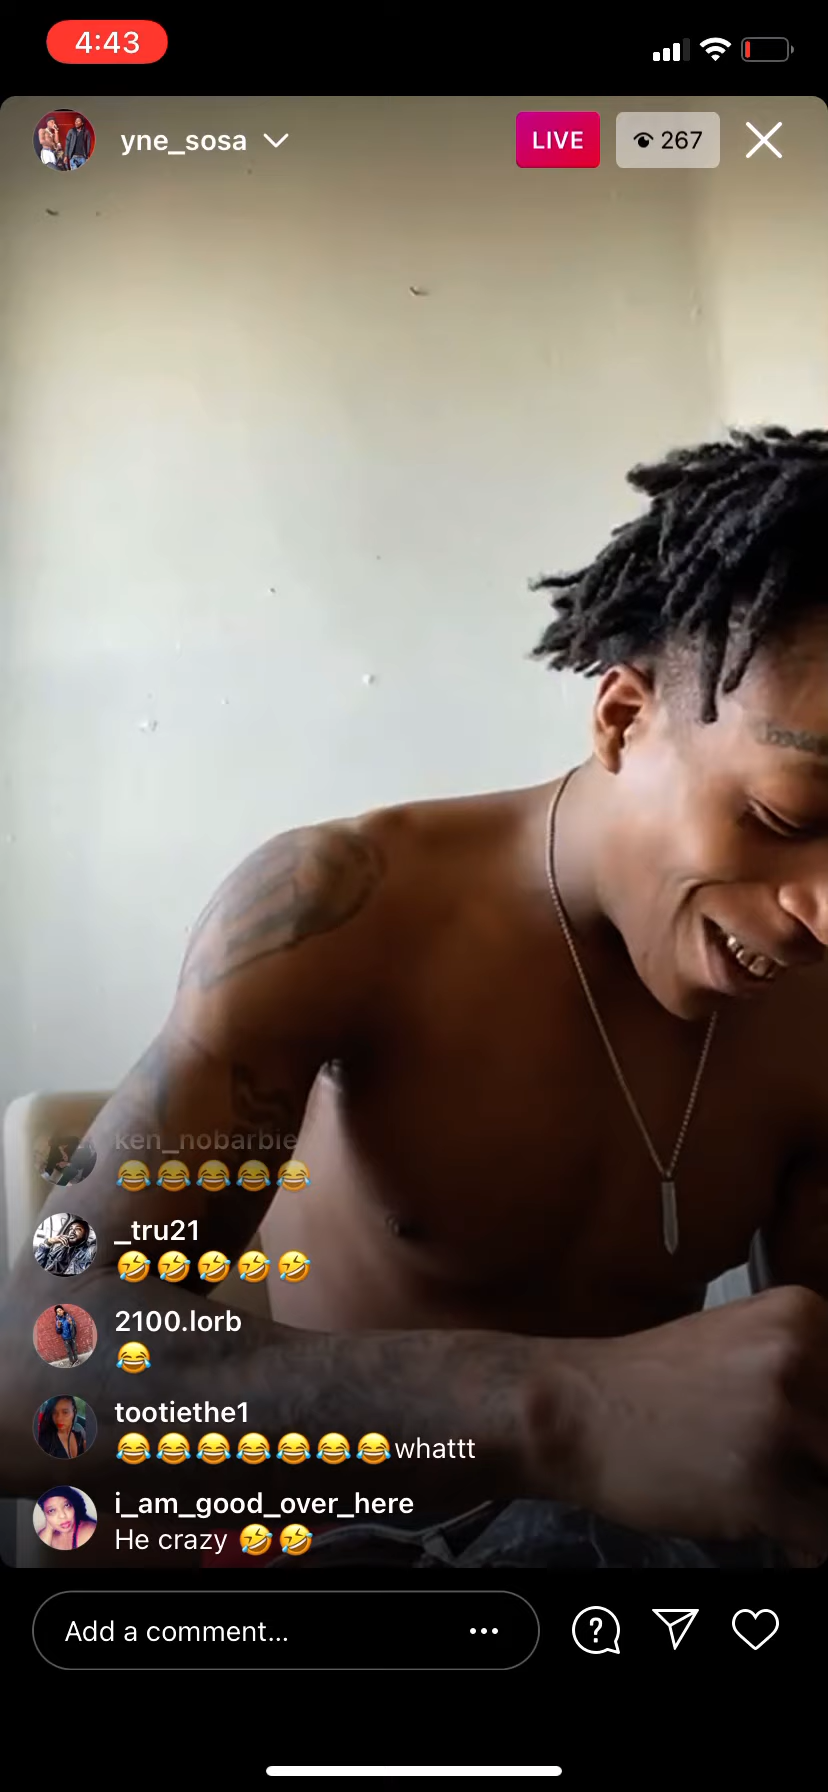 4:43
yne_sosa
LIVE
267
ken_nobarbie
😂😂😂😂😂
_tru21
🤣🤣🤣🤣🤣
2100.lorb
😂
tootiethe1
😂😂😂😂😂😂😂whattt
i_am_good_over_here
He crazy 🤣🤣
Add a comment...